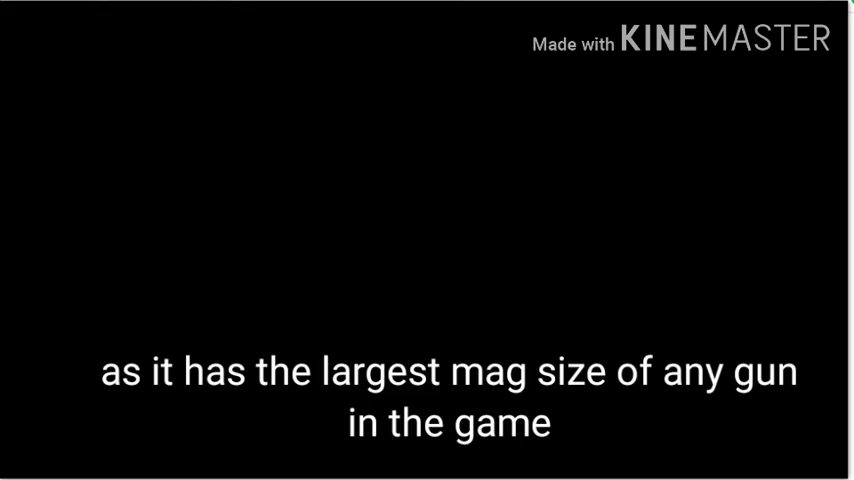 Made with KINEMASTER
as it has the largest mag size of any gun
in the game